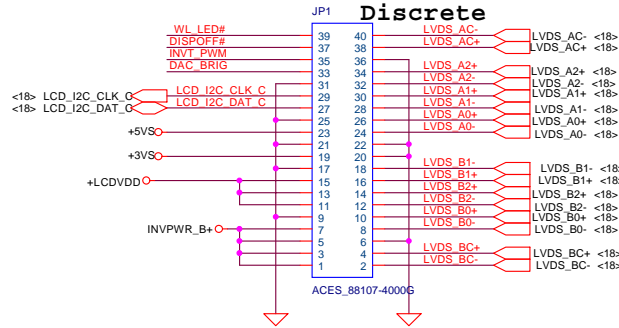 JP1 Discrete
WL_LED# 39 40 LVDS_AC- LVDS_AC- <18>
DISPOFF# 37 38 LVDS_AC+ LVDS_AC+ <18>
INVT_PWM 35 36
DAC_BRIG 33 34 LVDS_A2+ LVDS_A2+ <18>
31 32 LVDS_A2- LVDS_A2- <18>
<18> LCD_I2C_CLK_C LCD_I2C_CLK_C 29 30 LVDS_A1+ LVDS_A1+ <18>
<18> LCD_I2C_DAT_C LCD_I2C_DAT_C 27 28 LVDS_A1- LVDS_A1- <18>
25 26 LVDS_A0+ LVDS_A0+ <18>
+5VS 23 24 LVDS_A0- LVDS_A0- <18>
21 22
+3VS 19 20
17 18 LVDS_B1- LVDS_B1- <18>
+LCDVDD 15 16 LVDS_B1+ LVDS_B1+ <18>
13 14 LVDS_B2+ LVDS_B2+ <18>
11 12 LVDS_B2- LVDS_B2- <18>
9 10 LVDS_B0+ LVDS_B0+ <18>
INVPWR_B+ 7 8 LVDS_B0- LVDS_B0- <18>
5 6
3 4 LVDS_BC+ LVDS_BC+ <18>
1 2 LVDS_BC- LVDS_BC- <18>
ACES_88107-4000G